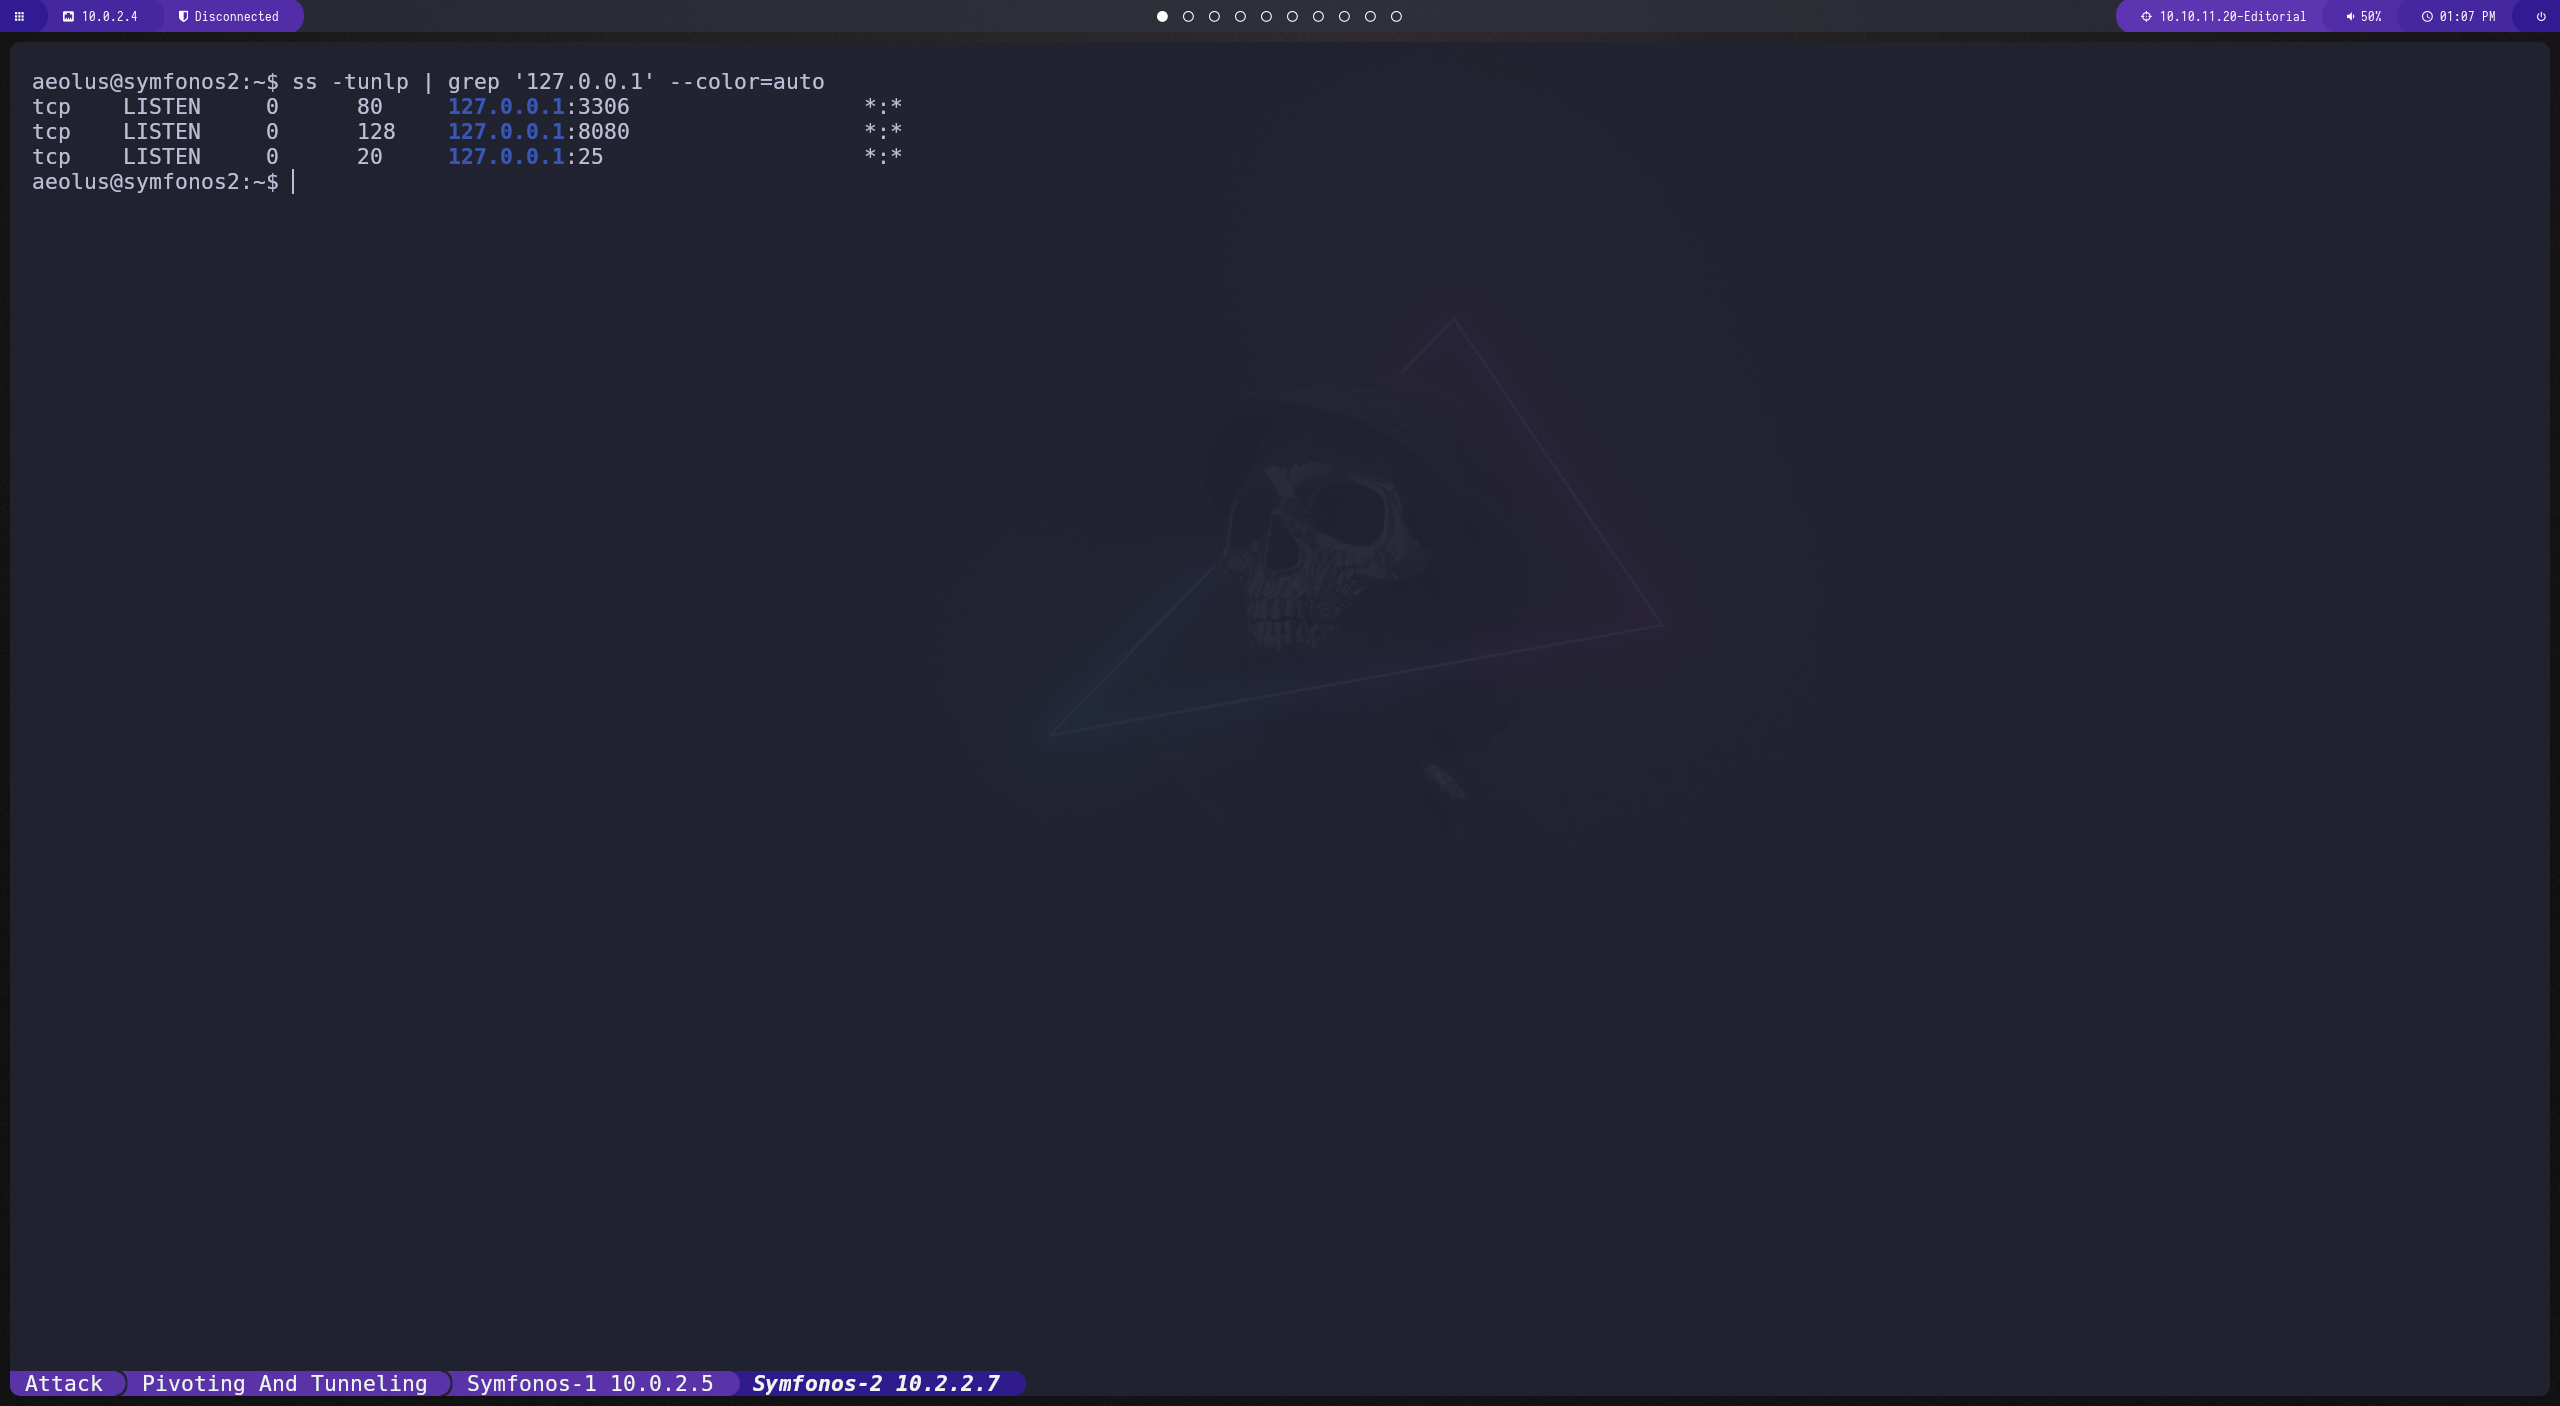 10.0.2.4 Disconnected 10.10.11.20-Editorial 50% 01:07 PM
aeolus@symfonos2:~$ ss -tunlp | grep '127.0.0.1' --color=auto
tcp LISTEN 0 80 127.0.0.1:3306 *:*
tcp LISTEN 0 128 127.0.0.1:8080 *:*
tcp LISTEN 0 20 127.0.0.1:25 *:*
aeolus@symfonos2:~$
Attack Pivoting And Tunneling Symfonos-1 10.0.2.5 Symfonos-2 10.2.2.7